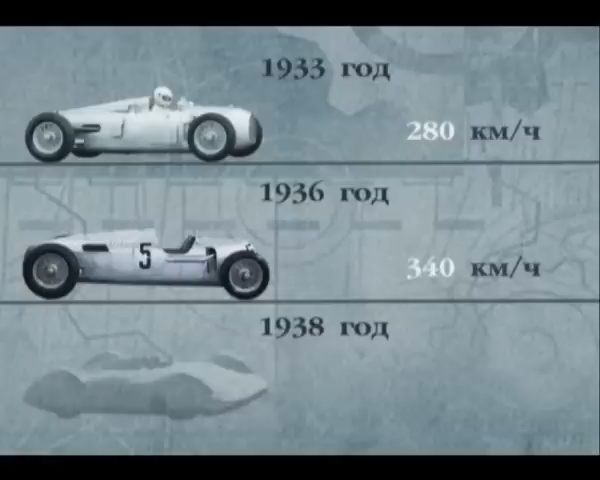 1933 год
280 км/ч
1936 год
5
340 км/ч
1938 год